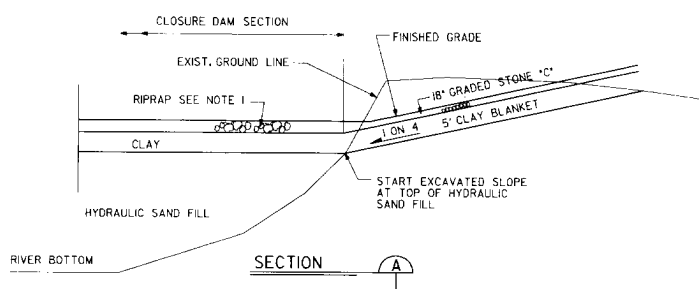 CLOSURE DAM SECTION
FINISHED GRADE
EXIST. GROUND LINE
18" GRADED STONE "C"
RIPRAP SEE NOTE 1
1 ON 4
5' CLAY BLANKET
CLAY
START EXCAVATED SLOPE
AT TOP OF HYDRAULIC
SAND FILL
HYDRAULIC SAND FILL
RIVER BOTTOM
SECTION
A